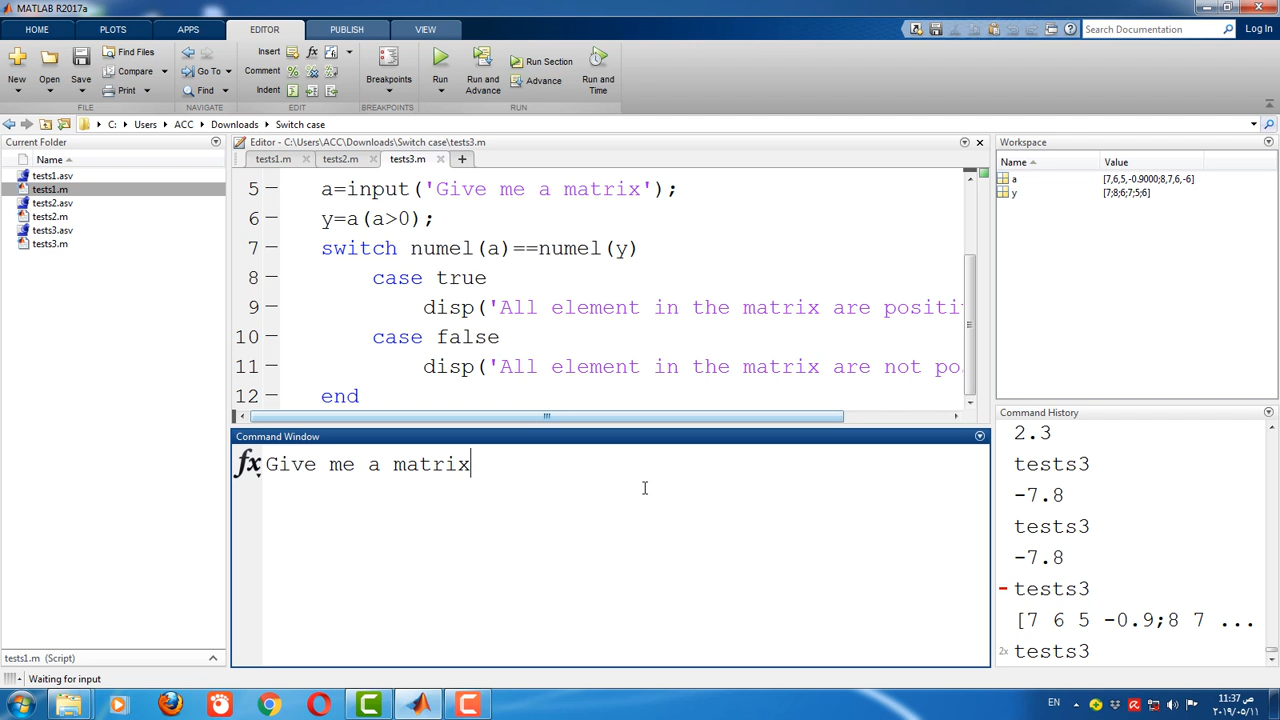 MATLAB R2017a
HOME PLOTS APPS EDITOR PUBLISH VIEW
Search Documentation Log In
New Open Save Find Files Compare Print Go To Find Insert Comment Indent Breakpoints Run Run and Advance Run Section Advance Run and Time
FILE NAVIGATE EDIT BREAKPOINTS RUN
C: Users ACC Downloads Switch case
Current Folder
Name
tests1.asv
tests1.m
tests2.asv
tests2.m
tests3.asv
tests3.m
tests1.m (Script)
Editor - C:\Users\ACC\Downloads\Switch case\tests3.m
tests1.m tests2.m tests3.m
5 a=input('Give me a matrix');
6 y=a(a>0);
7 switch numel(a)==numel(y)
8 case true
9 disp('All element in the matrix are positi
10 case false
11 disp('All element in the matrix are not po
12 end
Command Window
fx Give me a matrix
Workspace
Name Value
a [7,6,5,-0.9000;8,7,6,-6]
y [7;8;6;7;5;6]
Command History
2.3
tests3
-7.8
tests3
-7.8
tests3
[7 6 5 -0.9;8 7 ...
2x tests3
Waiting for input
EN
11:37 ص
٢٠١٩/٠٥/١١